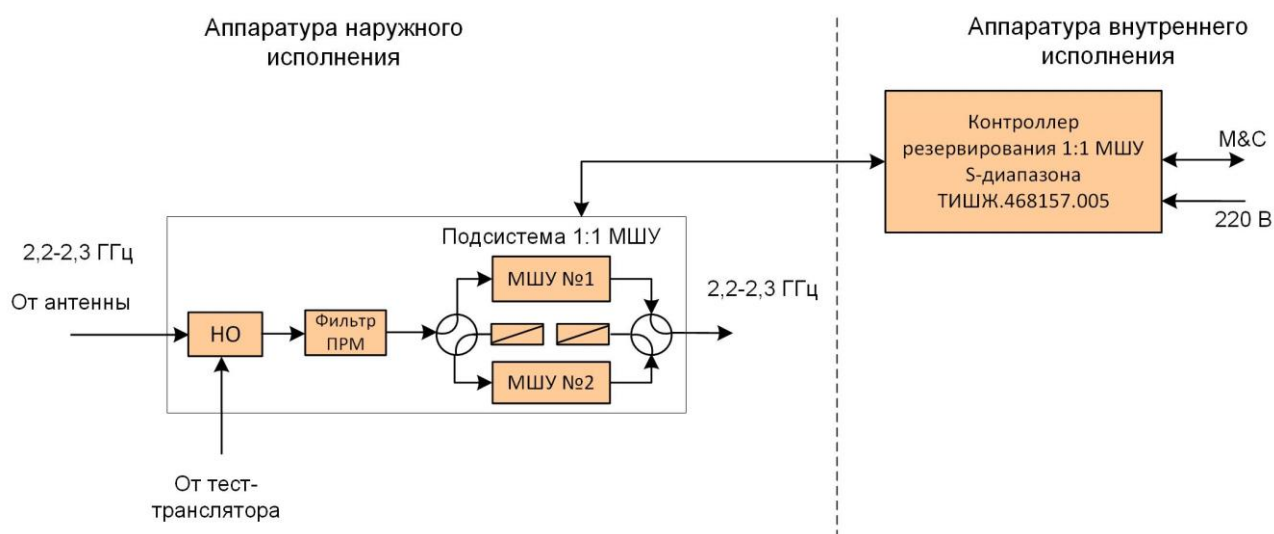 Аппаратура наружного
исполнения
Аппаратура внутреннего
исполнения
Контроллер
резервирования 1:1 МШУ
S-диапазона
ТИШЖ.468157.005
M&C
220 В
Подсистема 1:1 МШУ
2,2-2,3 ГГц
От антенны
НО
Фильтр
ПРМ
МШУ №1
МШУ №2
2,2-2,3 ГГц
От тест-
транслятора